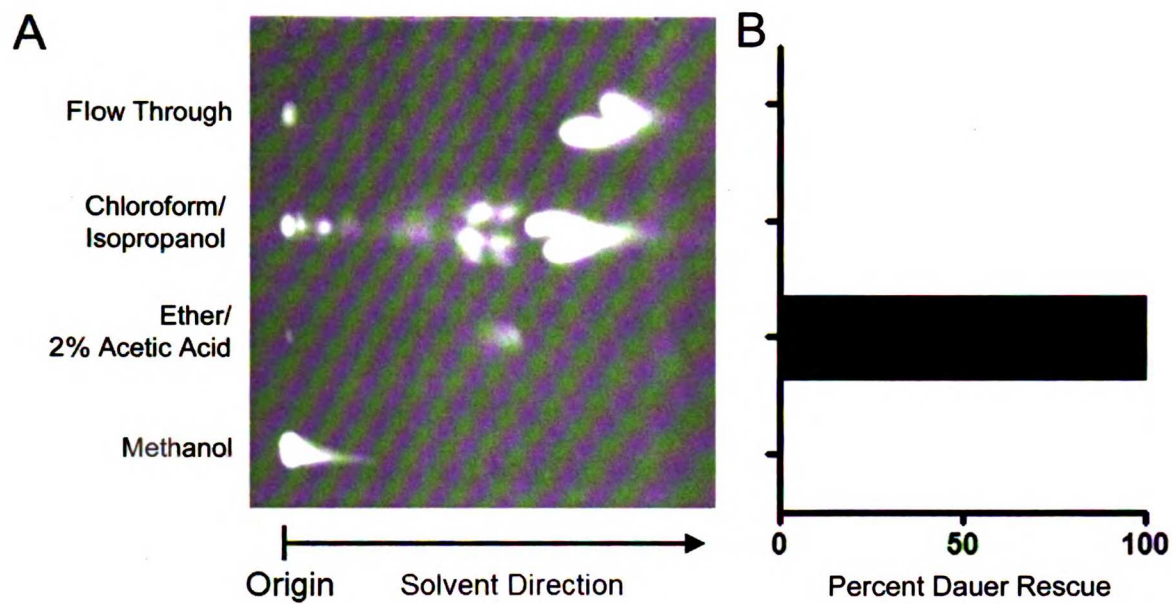 A
Flow Through
Chloroform/
Isopropanol
Ether/
2% Acetic Acid
Methanol
Origin
Solvent Direction
B
0
50
100
Percent Dauer Rescue